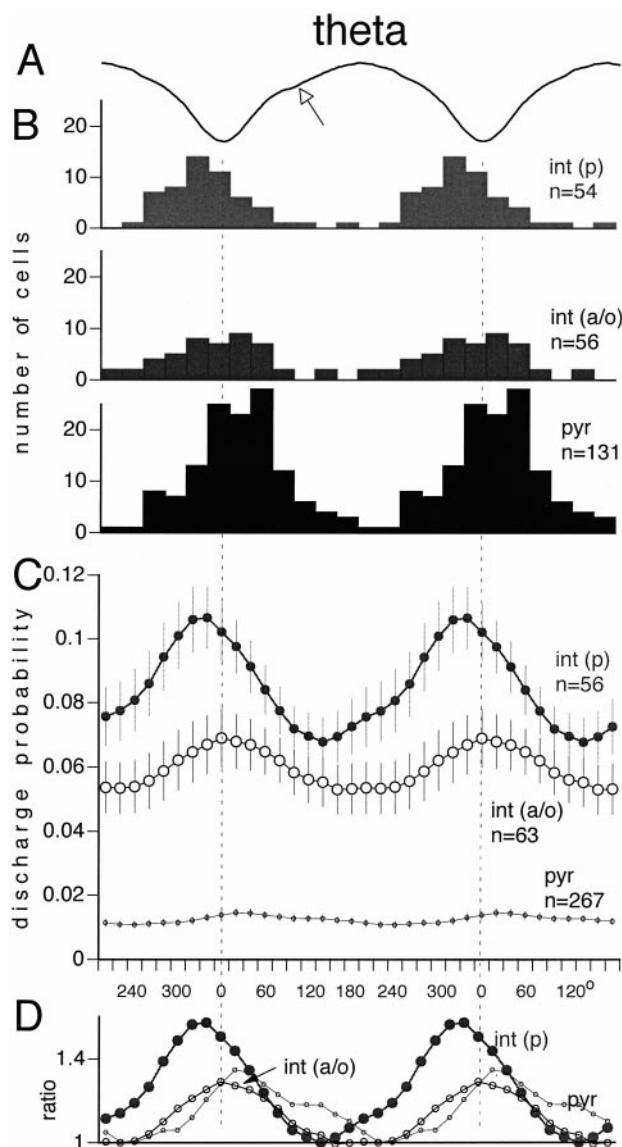 theta
A
B
20
10
0
int (p)
n=54
20
10
0
int (a/o)
n=56
20
10
0
pyr
n=131
number of cells
C
0.12
0.1
0.08
0.06
0.04
0.02
0
discharge probability
int (p)
n=56
int (a/o)
n=63
pyr
n=267
240 300 0 60 180 240 300 0 60 120º
D
1.4
1
ratio
int (a/o)
int (p)
pyr